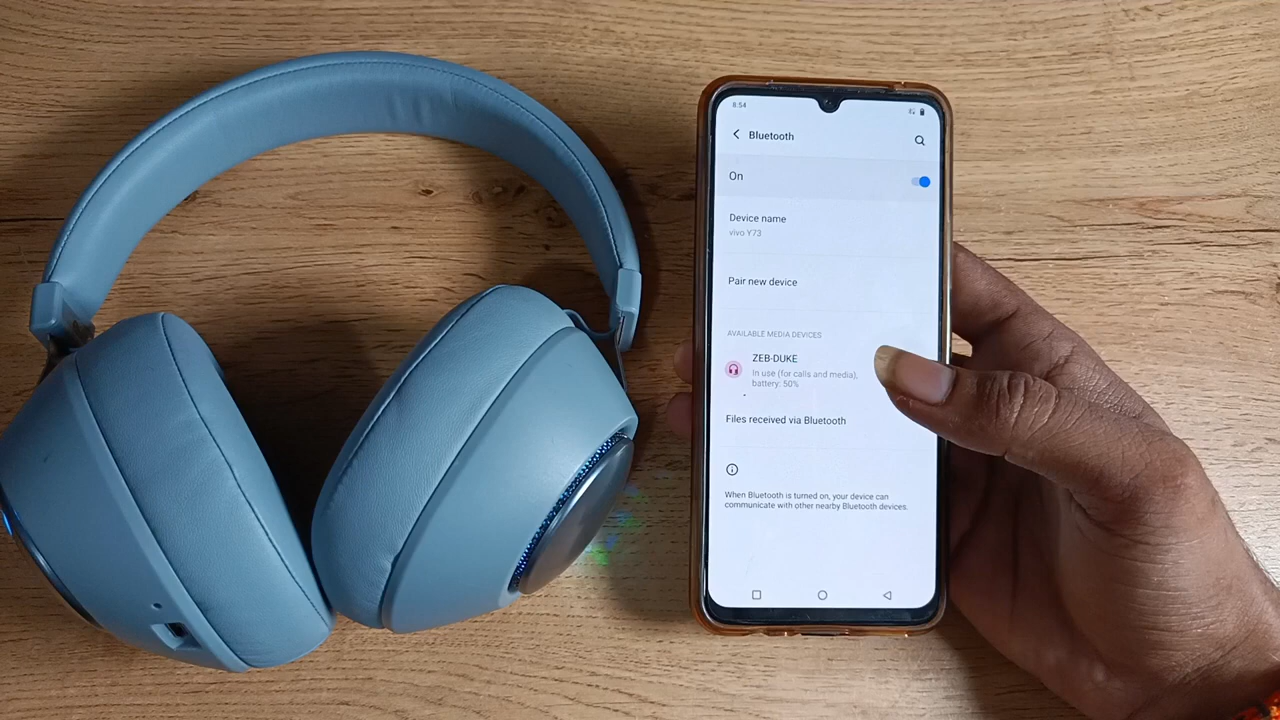 8:54
Bluetooth
On
Device name
vivo Y73
Pair new device
AVAILABLE MEDIA DEVICES
ZEB-DUKE
In use (for calls and media),
battery: 50%
Files received via Bluetooth
When Bluetooth is turned on, your device can
communicate with other nearby Bluetooth devices.